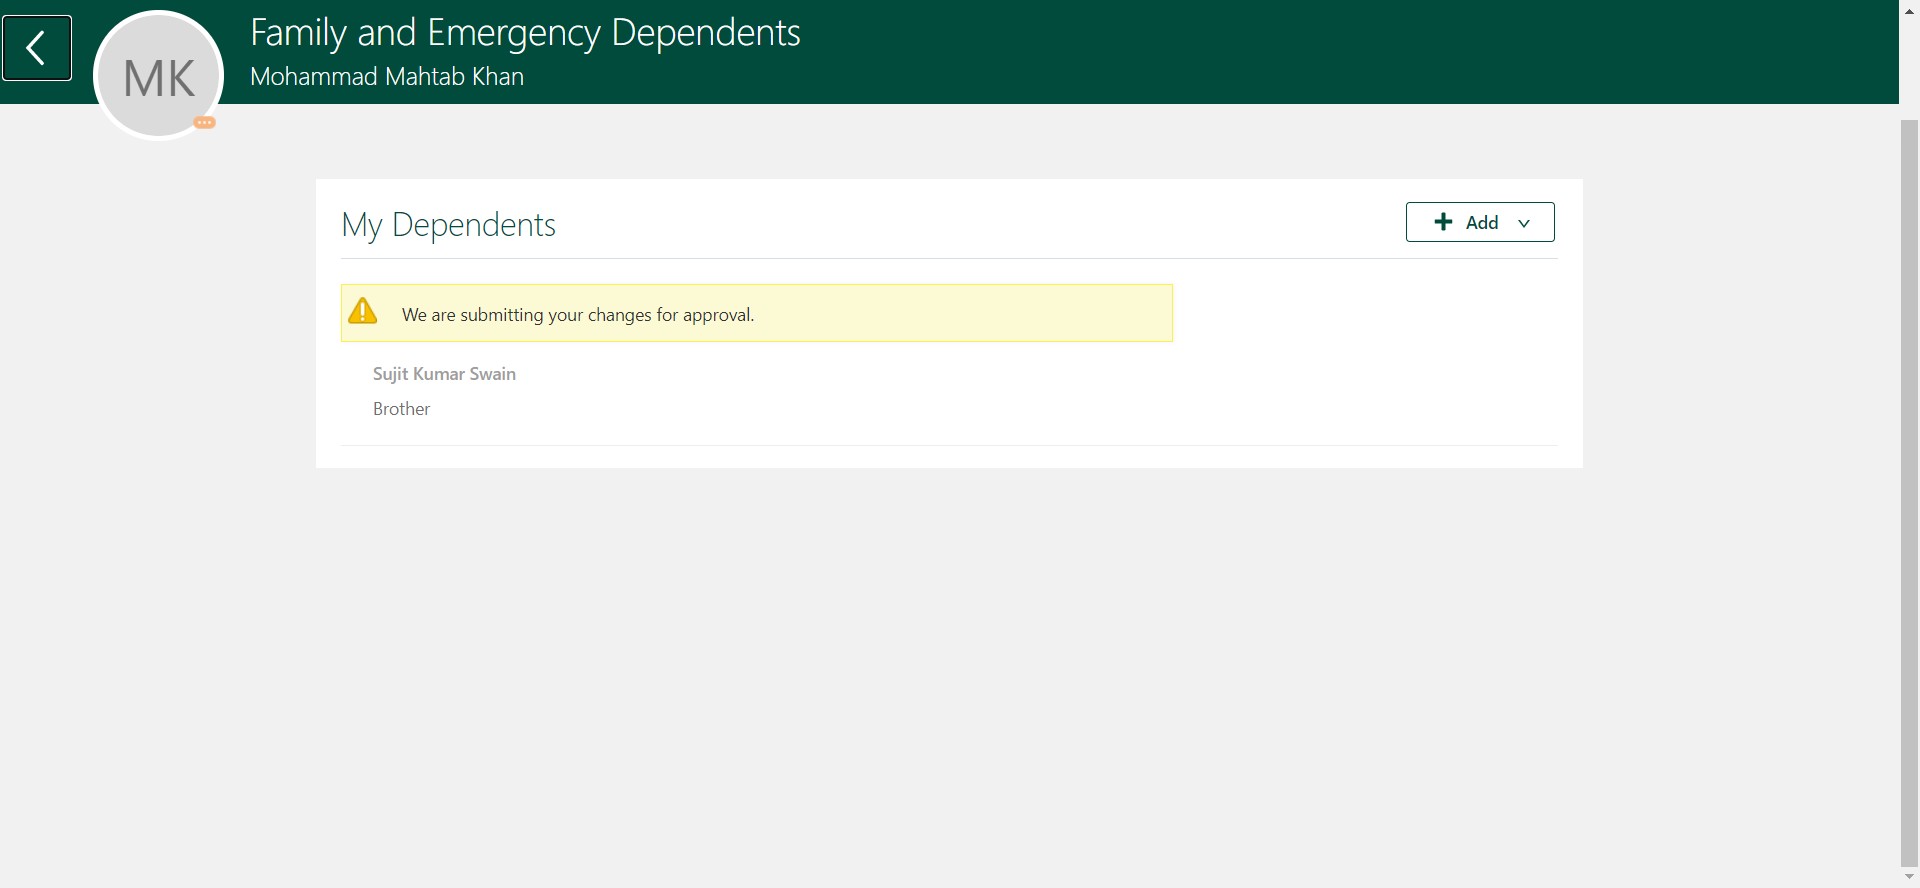 Family and Emergency Dependents
Mohammad Mahtab Khan
MK
My Dependents
Add
We are submitting your changes for approval.
Sujit Kumar Swain
Brother